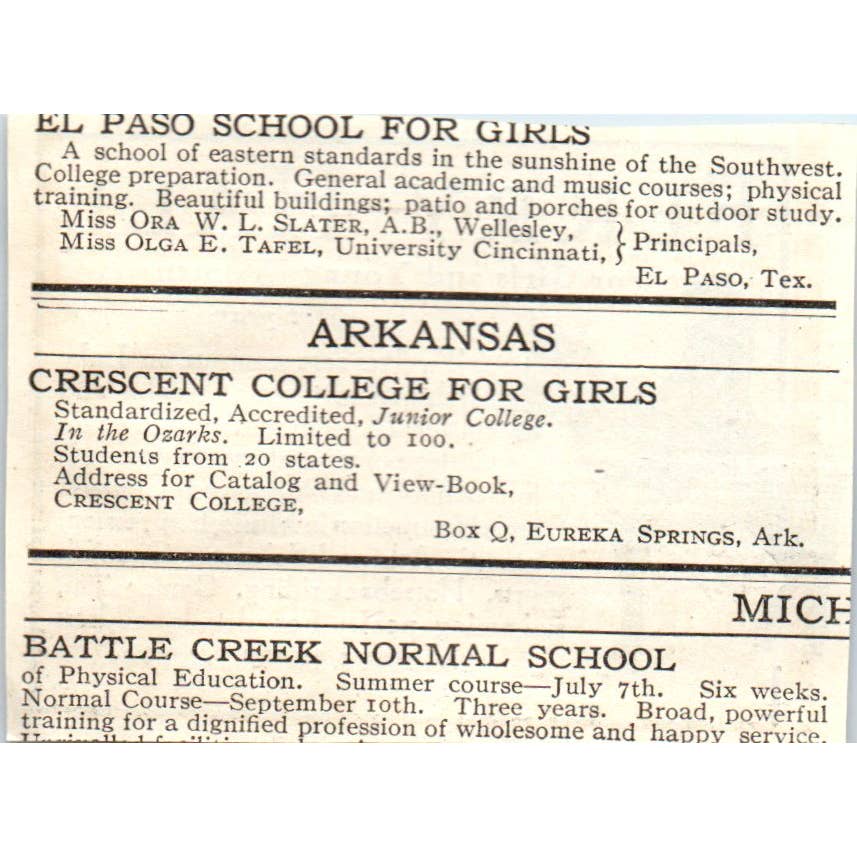 EL PASO SCHOOL FOR GIRLS
A school of eastern standards in the sunshine of the Southwest.
College preparation. General academic and music courses; physical
training. Beautiful buildings; patio and porches for outdoor study.
Miss ORA W. L. SLATER, A.B., Wellesley,
Miss OLGA E. TAFEL, University Cincinnati, } Principals,
EL PASO, Tex.
ARKANSAS
CRESCENT COLLEGE FOR GIRLS
Standardized, Accredited, Junior College.
In the Ozarks. Limited to 100.
Students from 20 states.
Address for Catalog and View-Book,
CRESCENT COLLEGE,
Box Q, EUREKA SPRINGS, Ark.
MICH
BATTLE CREEK NORMAL SCHOOL
of Physical Education. Summer course—July 7th. Six weeks.
Normal Course—September 10th. Three years. Broad, powerful
training for a dignified profession of wholesome and happy service.